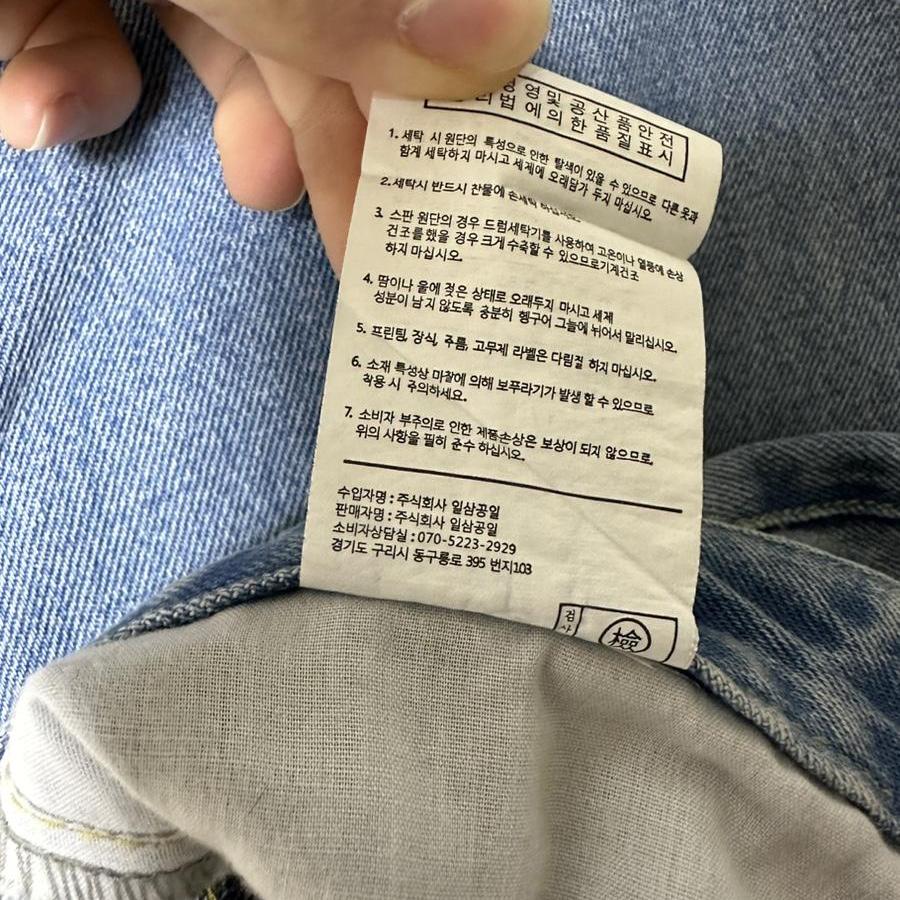 영및공산품안전
법에의한품질표시
1. 세탁 시 원단의 특성으로 인한 탈색이 있을 수 있으므로 다른 옷과
함께 세탁하지 마시고 세제에 오래담가 두지 마십시오.
2.세탁시 반드시 찬물에 손세탁 하십시오.
3. 스판 원단의 경우 드럼세탁기를 사용하여 고온이나 열풍에 손상
건조를했을 경우 크게 수축할 수 있으므로기계건조
하지 마십시오.
4. 땀이나 물에 젖은 상태로 오래두지 마시고 세제
성분이 남지 않도록 충분히 헹구어 그늘에 뉘어서 말리십시오.
5. 프린팅, 장식, 주름, 고무제 라벨은 다림질 하지 마십시오.
6. 소재 특성상 마찰에 의해 보푸라기가 발생 할 수 있으므로
착용 시 주의하세요.
7. 소비자 부주의로 인한 제품손상은 보상이 되지 않으므로,
위의 사항을 필히 준수 하십시오.
수입자명 : 주식회사 일삼공일
판매자명 : 주식회사 일삼공일
소비자상담실 : 070-5223-2929
경기도 구리시 동구릉로 395 번지103
검사
檢